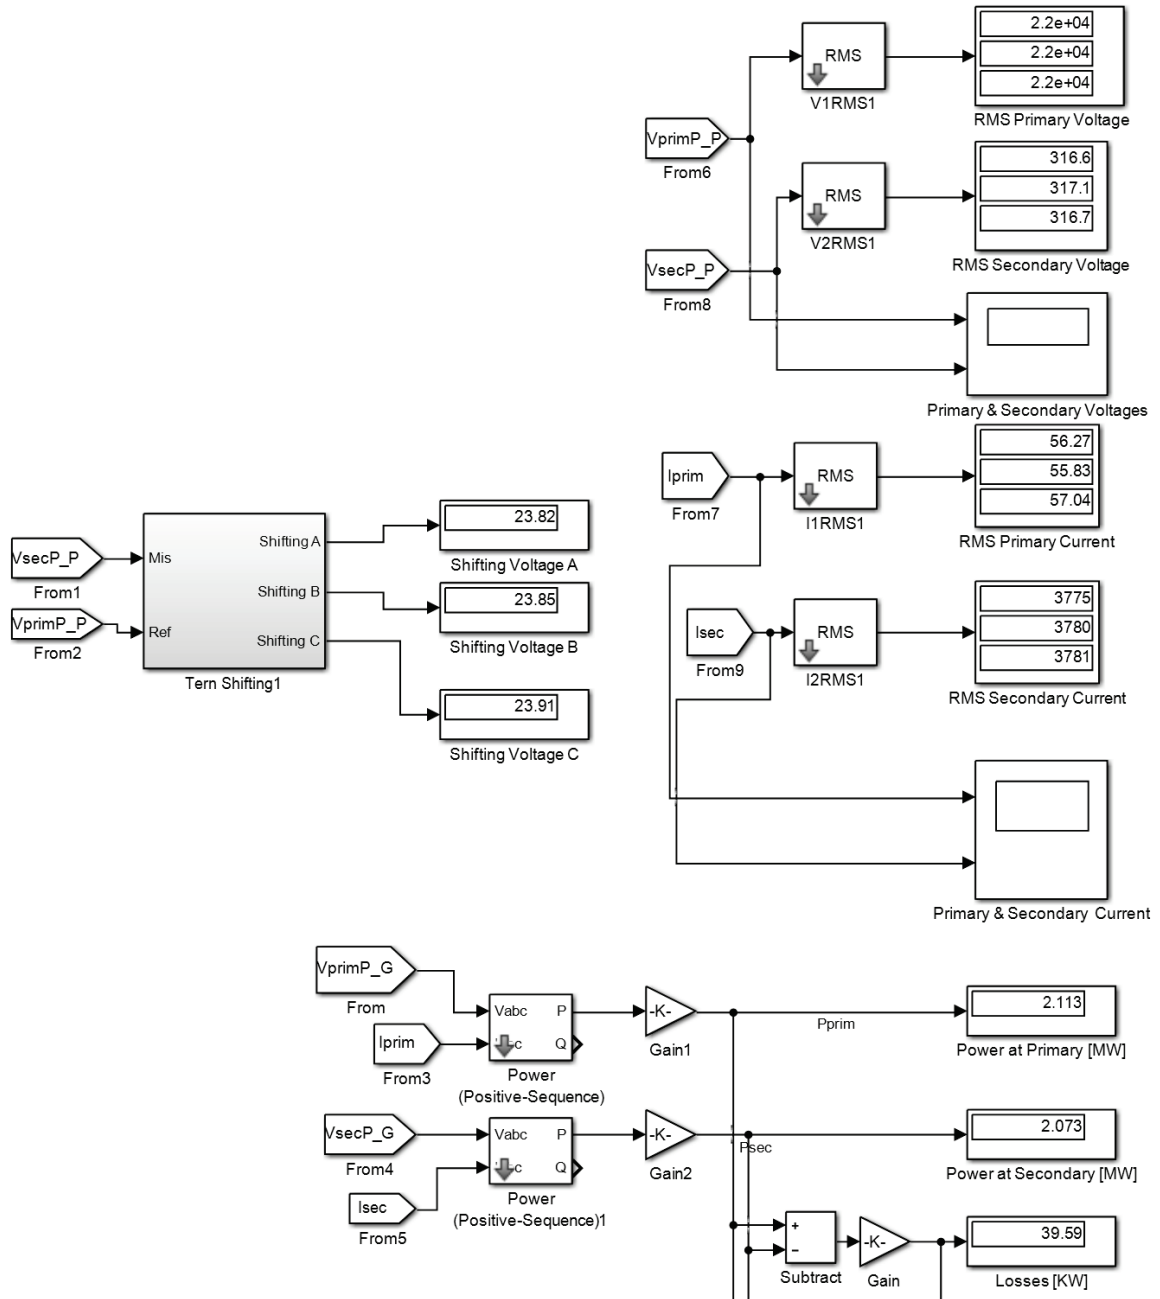 2.2e+04
2.2e+04
2.2e+04
RMS
V1RMS1
RMS Primary Voltage
VprimP_P
From6
316.6
317.1
316.7
RMS
V2RMS1
RMS Secondary Voltage
VsecP_P
From8
Primary & Secondary Voltages
56.27
55.83
57.04
Iprim
RMS
From7
I1RMS1
RMS Primary Current
VsecP_P
From1
VprimP_P
From2
Mis
Ref
Shifting A
Shifting B
Shifting C
Tern Shifting1
23.82
Shifting Voltage A
23.85
Shifting Voltage B
23.91
Shifting Voltage C
3775
3780
3781
Isec
RMS
From9
I2RMS1
RMS Secondary Current
Primary & Secondary Current
VprimP_G
From
Iprim
From3
Vabc
P
c
Q
Power
(Positive-Sequence)
-K-
Gain1
Pprim
2.113
Power at Primary [MW]
VsecP_G
From4
Isec
From5
Vabc
P
c
Q
Power
(Positive-Sequence)1
-K-
Gain2
Psec
2.073
Power at Secondary [MW]
+
−
Subtract
-K-
Gain
39.59
Losses [KW]